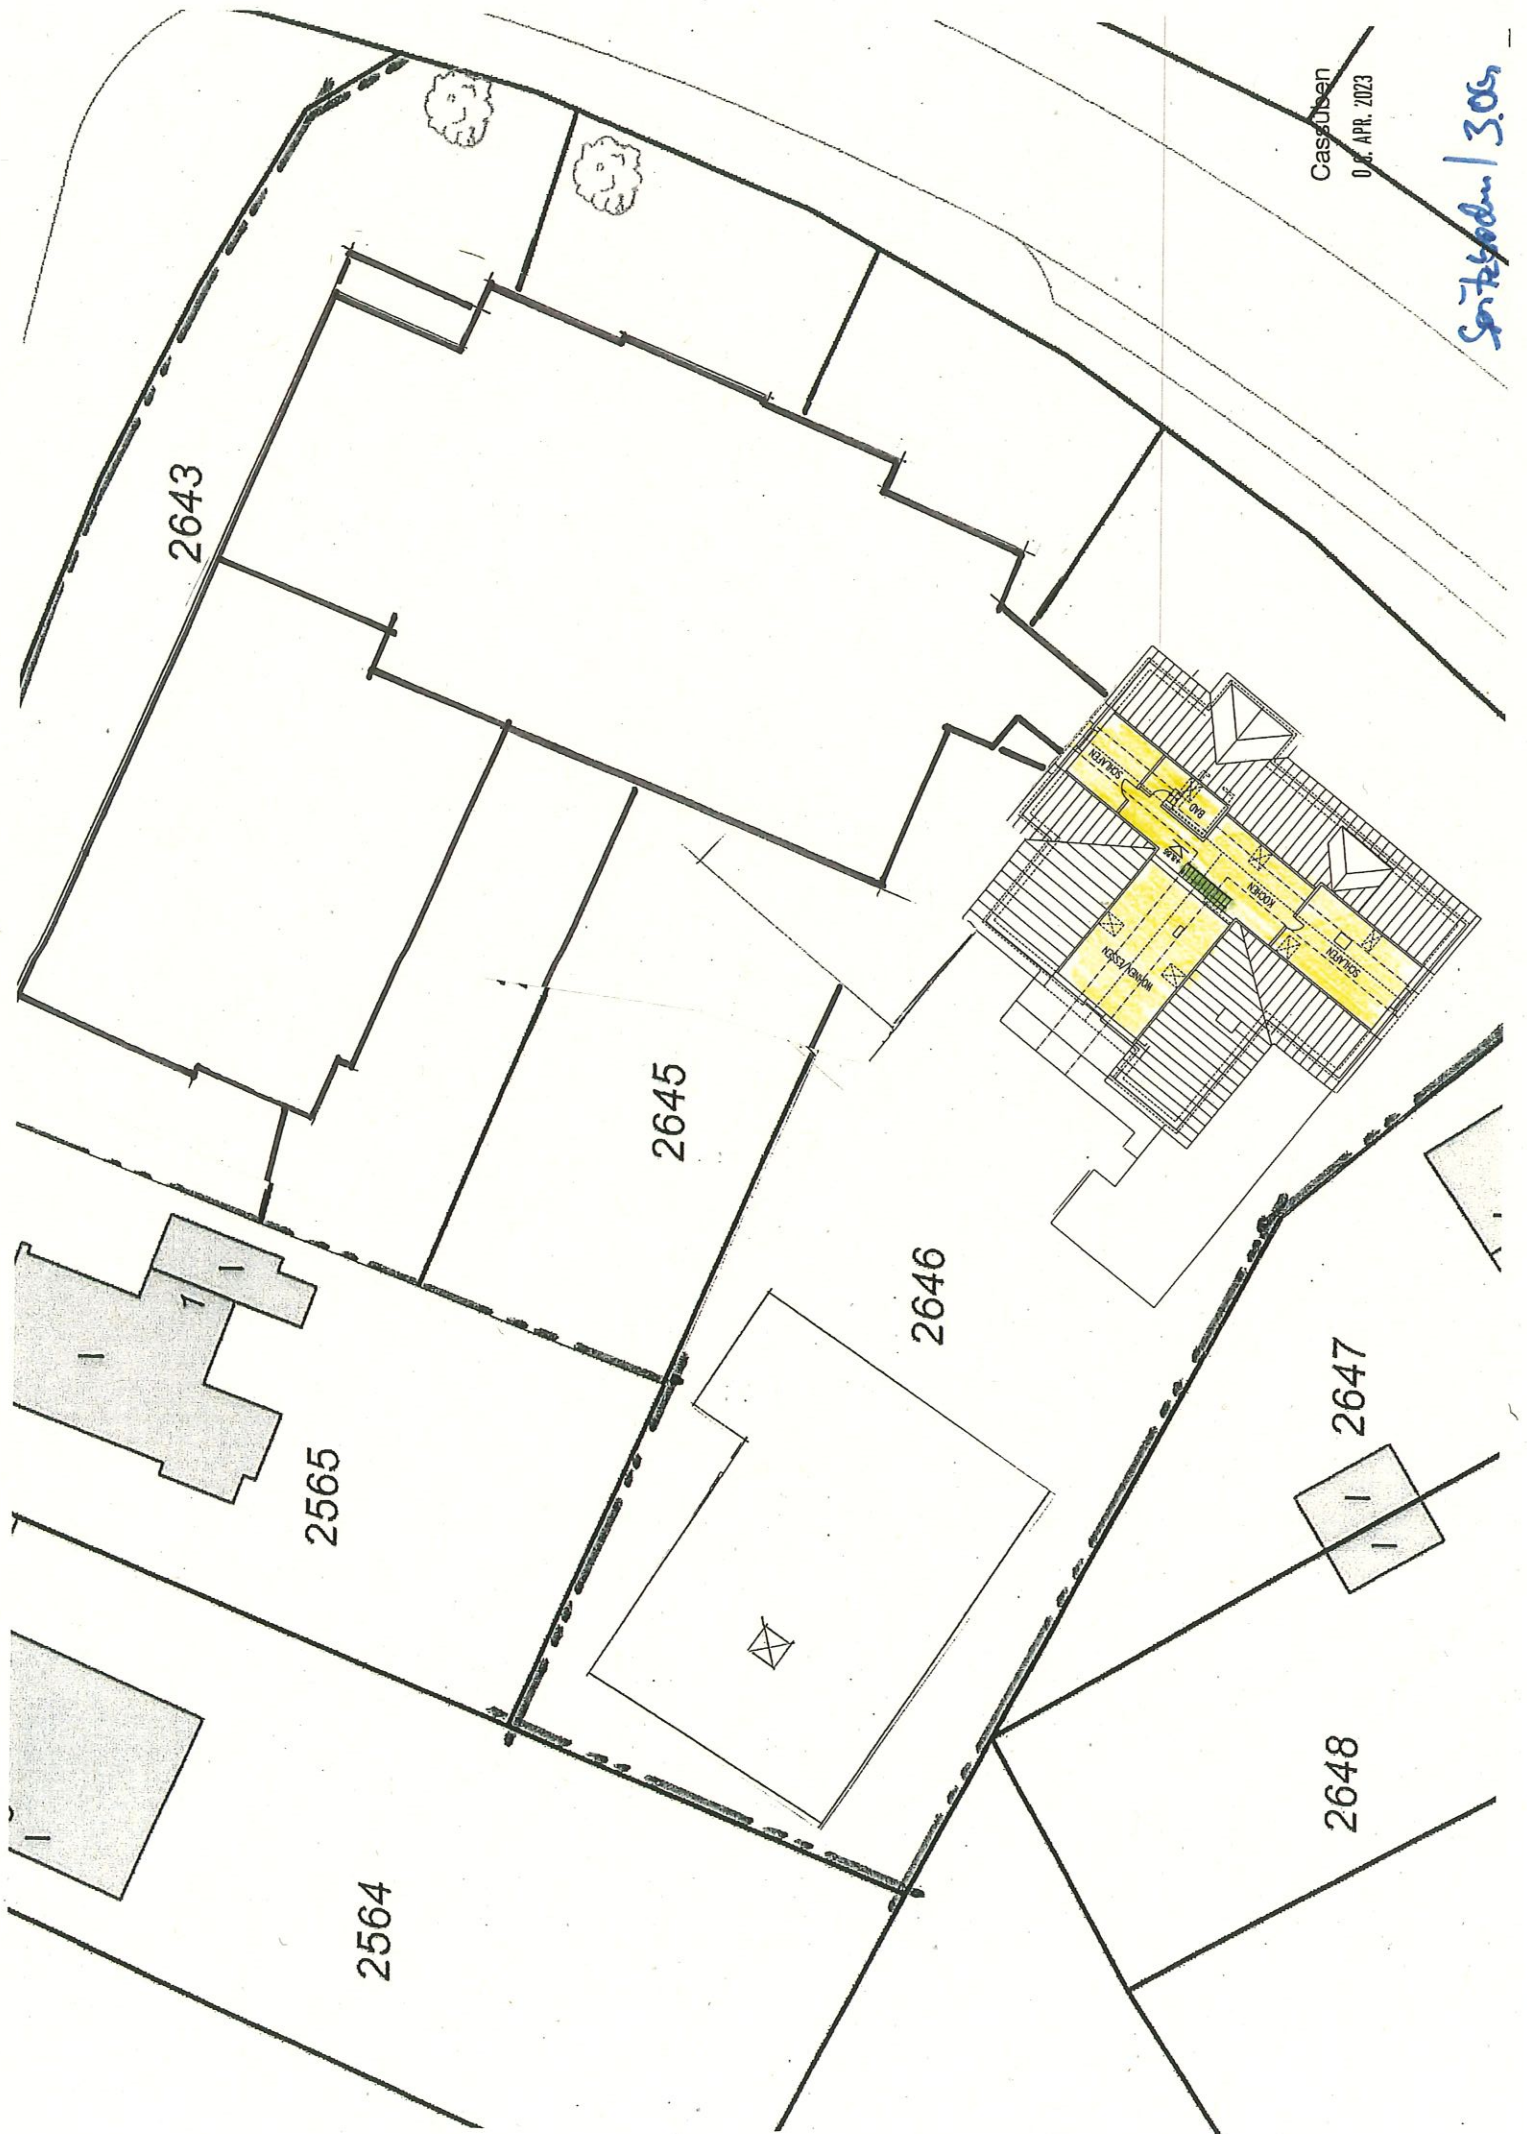 Cassuben
APR. 2023
Spitzboden / 3.OG
2643
2645
2646
2565
2647
2564
2648
7
I
I
I
I
I
SCHLAFEN
BAD
KOCHEN
WOHNEN/ESSEN
SCHLAFEN